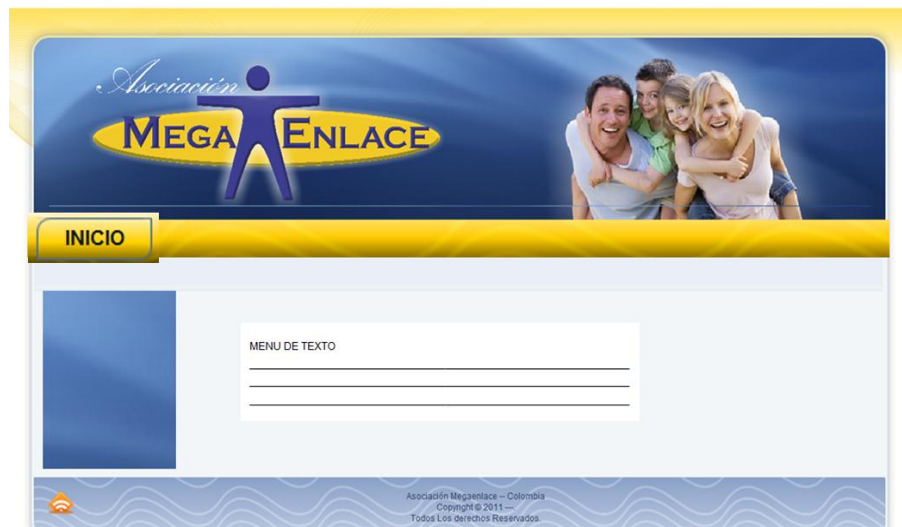 Asociación
MEGA ENLACE
INICIO
MENU DE TEXTO
Asociación Megaenlace – Colombia
Copyright © 2011 —
Todos Los derechos Reservados.